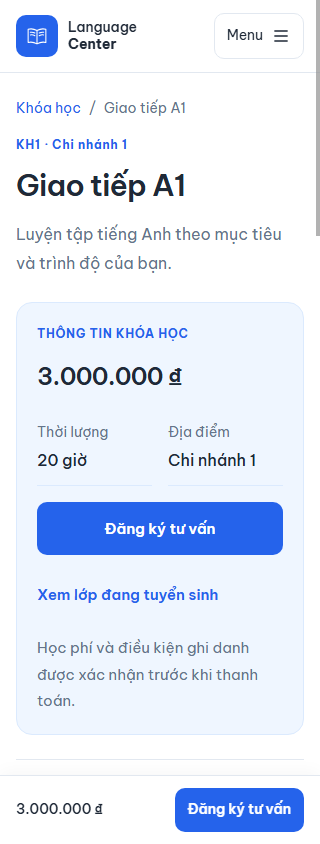 Language
Center
Menu
Khóa học / Giao tiếp A1
KH1 · Chi nhánh 1
Giao tiếp A1
Luyện tập tiếng Anh theo mục tiêu
và trình độ của bạn.
THÔNG TIN KHÓA HỌC
3.000.000 ₫
Thời lượng
Địa điểm
20 giờ
Chi nhánh 1
Đăng ký tư vấn
Xem lớp đang tuyển sinh
Học phí và điều kiện ghi danh
được xác nhận trước khi thanh
toán.
3.000.000 ₫
Đăng ký tư vấn